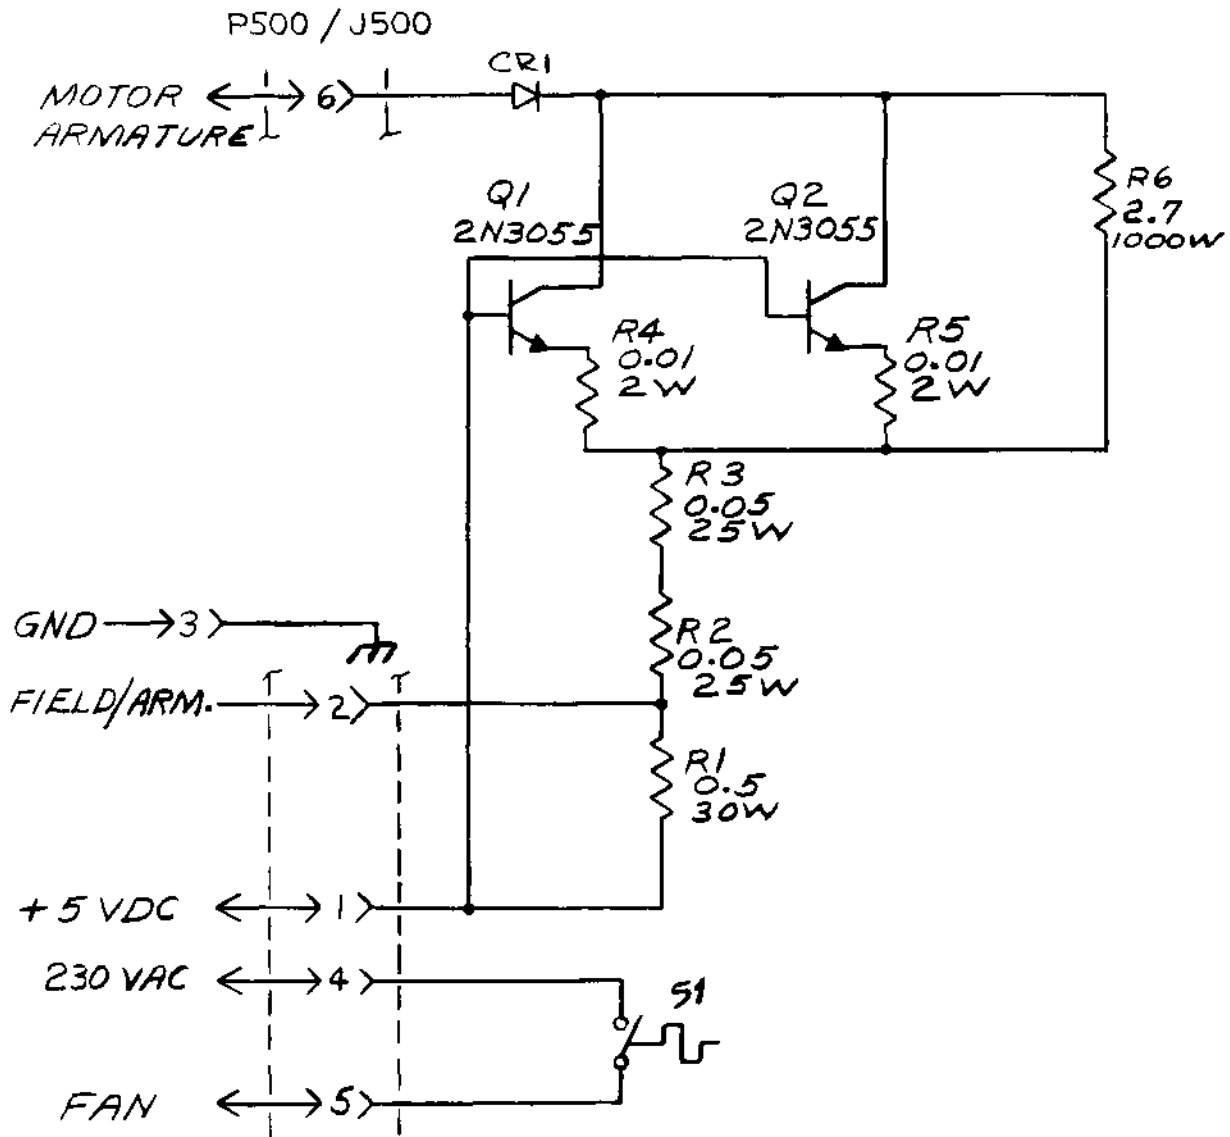 P500 / J500
CR1
MOTOR
ARMATURE
6
Q1
2N3055
Q2
2N3055
R6
2.7
1000W
R4
0.01
2W
R5
0.01
2W
R3
0.05
25W
GND
3
R2
0.05
25W
FIELD/ARM.
2
R1
0.5
30W
+5 VDC
1
230 VAC
4
S1
FAN
5